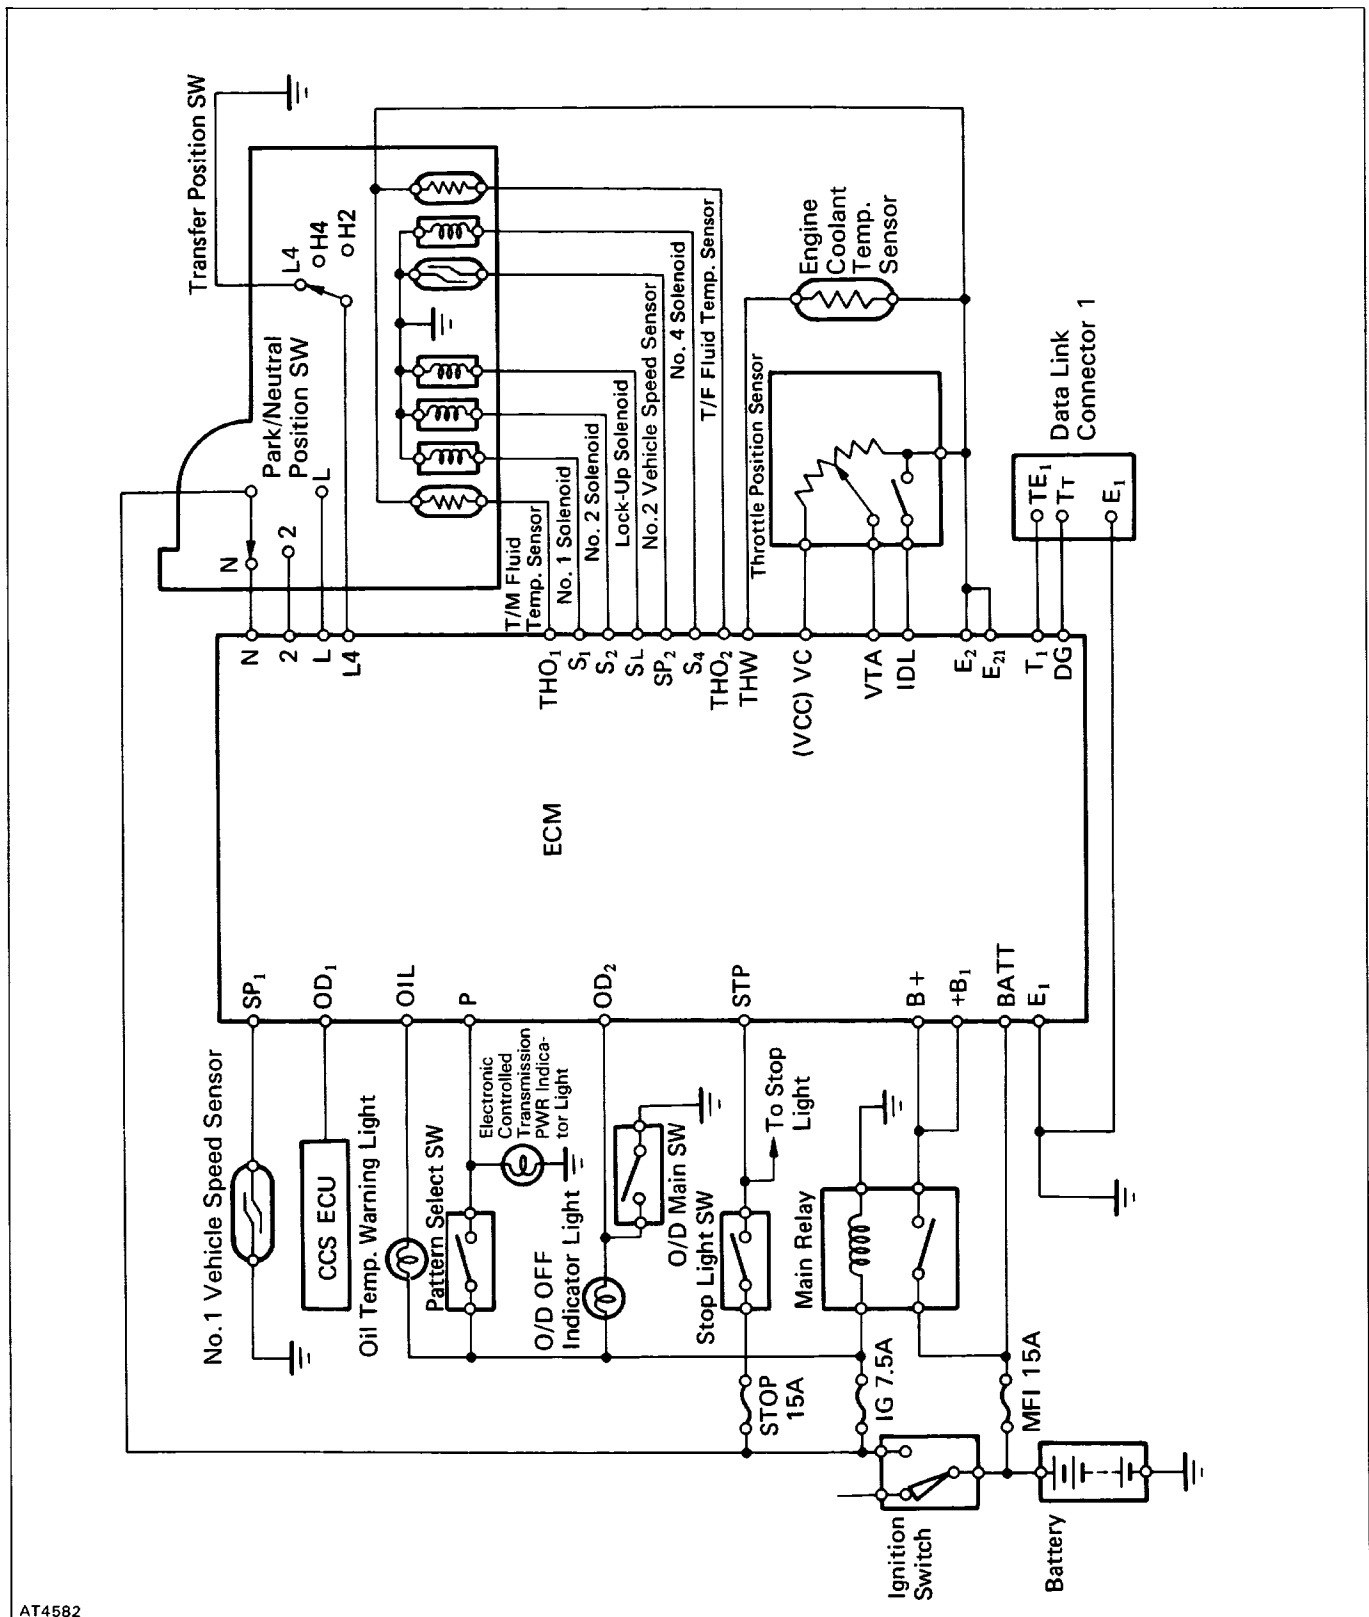 Transfer Position SW
L4
H4
H2
Park/Neutral
Position SW
N
2
L
T/M Fluid
Temp. Sensor
No. 1 Solenoid
No. 2 Solenoid
Lock-Up Solenoid
No.2 Vehicle Speed Sensor
No. 4 Solenoid
T/F Fluid Temp. Sensor
Throttle Position Sensor
Engine
Coolant
Temp.
Sensor
Data Link
Connector 1
TE1
TT
E1
N
2
L
L4
THO1
S1
S2
SL
SP2
S4
THO2
THW
(VCC) VC
VTA
IDL
E2
E21
T1
DG
ECM
SP1
OD1
OIL
P
OD2
STP
B+
+B1
BATT
E1
No.1 Vehicle Speed Sensor
CCS ECU
Oil Temp. Warning Light
Pattern Select SW
Electronic
Controlled
Transmission
PWR Indica-
tor Light
O/D OFF
Indicator Light
O/D Main SW
Stop Light SW
To Stop
Light
Main Relay
STOP
15A
IG 7.5A
MFI 15A
Ignition
Switch
Battery
AT4582